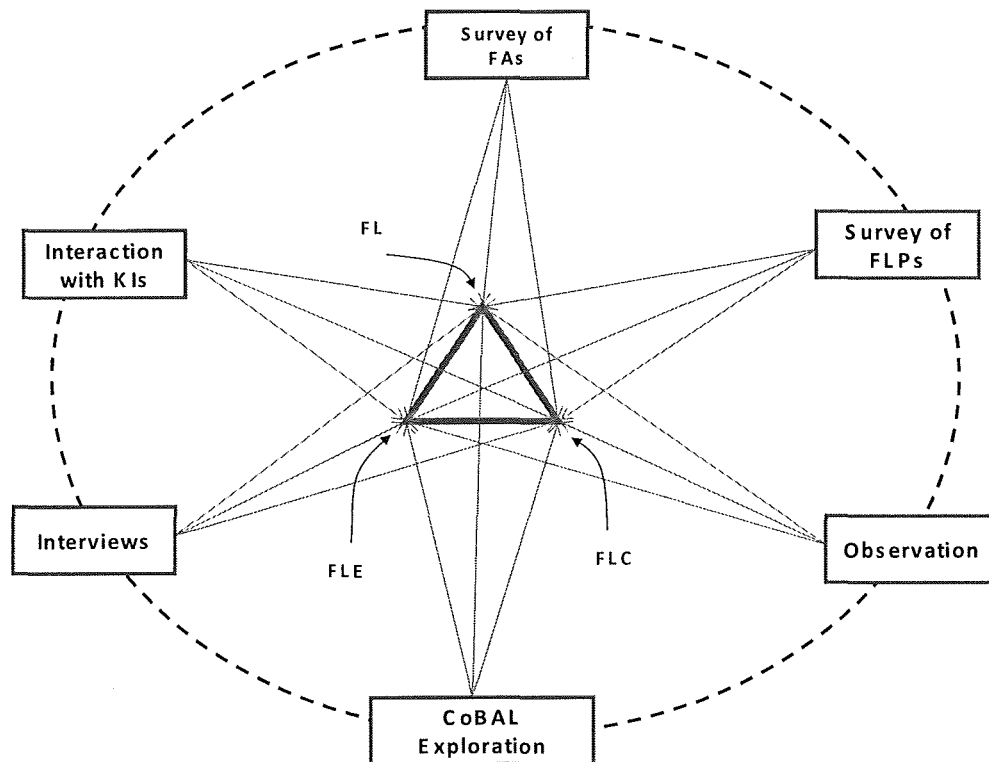 Survey of
FAs
Survey of
FLPs
Interaction
with KIs
FL
Interviews
FLE
FLC
Observation
CoBAL
Exploration